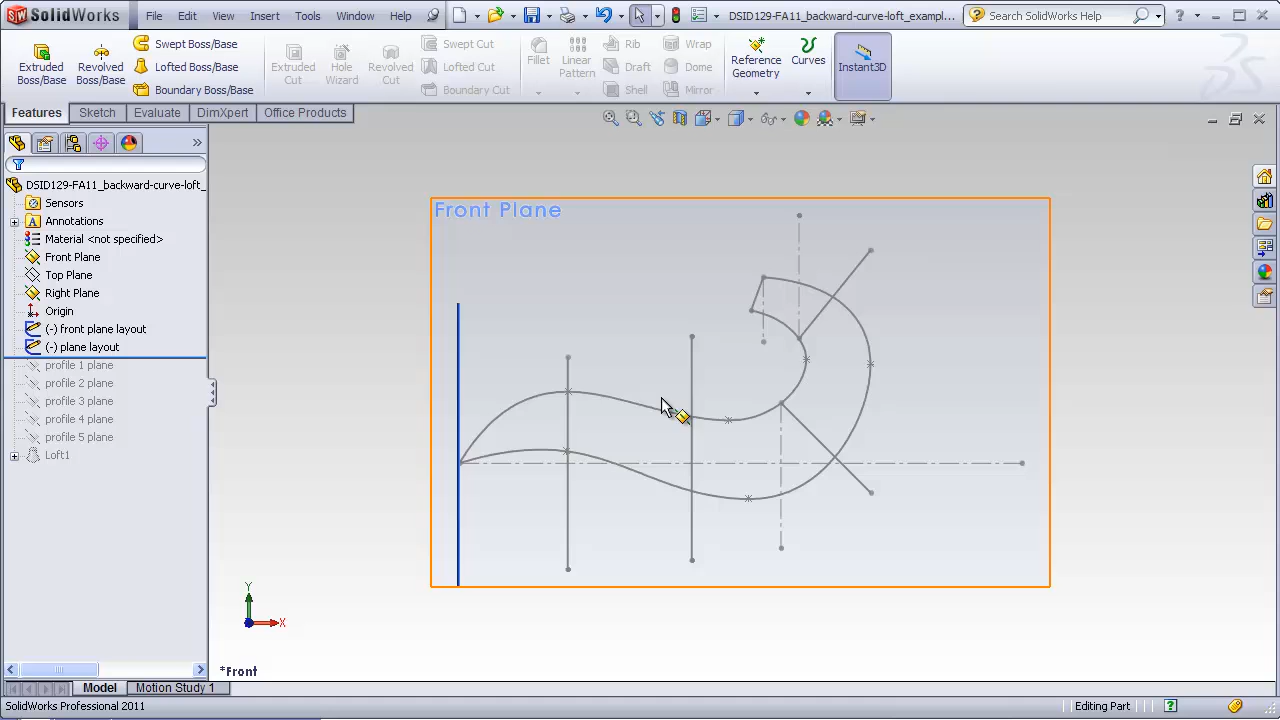 SolidWorks File Edit View Insert Tools Window Help DSID129-FA11_backward-curve-loft_exampl... Search SolidWorks Help
Extruded Boss/Base
Revolved Boss/Base
Swept Boss/Base
Lofted Boss/Base
Boundary Boss/Base
Extruded Cut
Hole Wizard
Revolved Cut
Swept Cut
Lofted Cut
Boundary Cut
Fillet
Linear Pattern
Rib
Draft
Shell
Wrap
Dome
Mirror
Reference Geometry
Curves
Instant3D
Features Sketch Evaluate DimXpert Office Products
DSID129-FA11_backward-curve-loft_
Sensors
Annotations
Material <not specified>
Front Plane
Top Plane
Right Plane
Origin
(-) front plane layout
(-) plane layout
profile 1 plane
profile 2 plane
profile 3 plane
profile 4 plane
profile 5 plane
Loft1
Front Plane
Y
X
*Front
Model Motion Study 1
SolidWorks Professional 2011 Editing Part